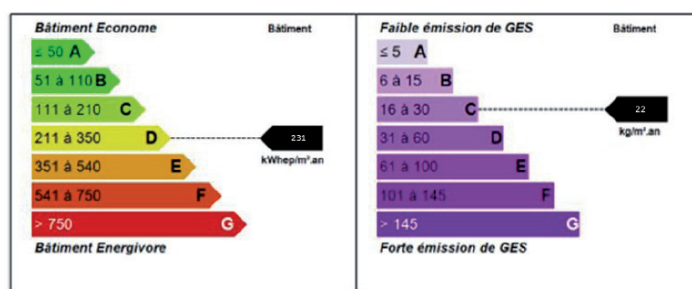 Bâtiment Econome
Bâtiment
≤ 50 A
51 à 110 B
111 à 210 C
211 à 350 D
231
351 à 540 E
kWhep/m².an
541 à 750 F
> 750 G
Bâtiment Energivore
Faible émission de GES
Bâtiment
≤ 5 A
6 à 15 B
16 à 30 C
22
31 à 60 D
kg/m².an
61 à 100 E
101 à 145 F
> 145 G
Forte émission de GES